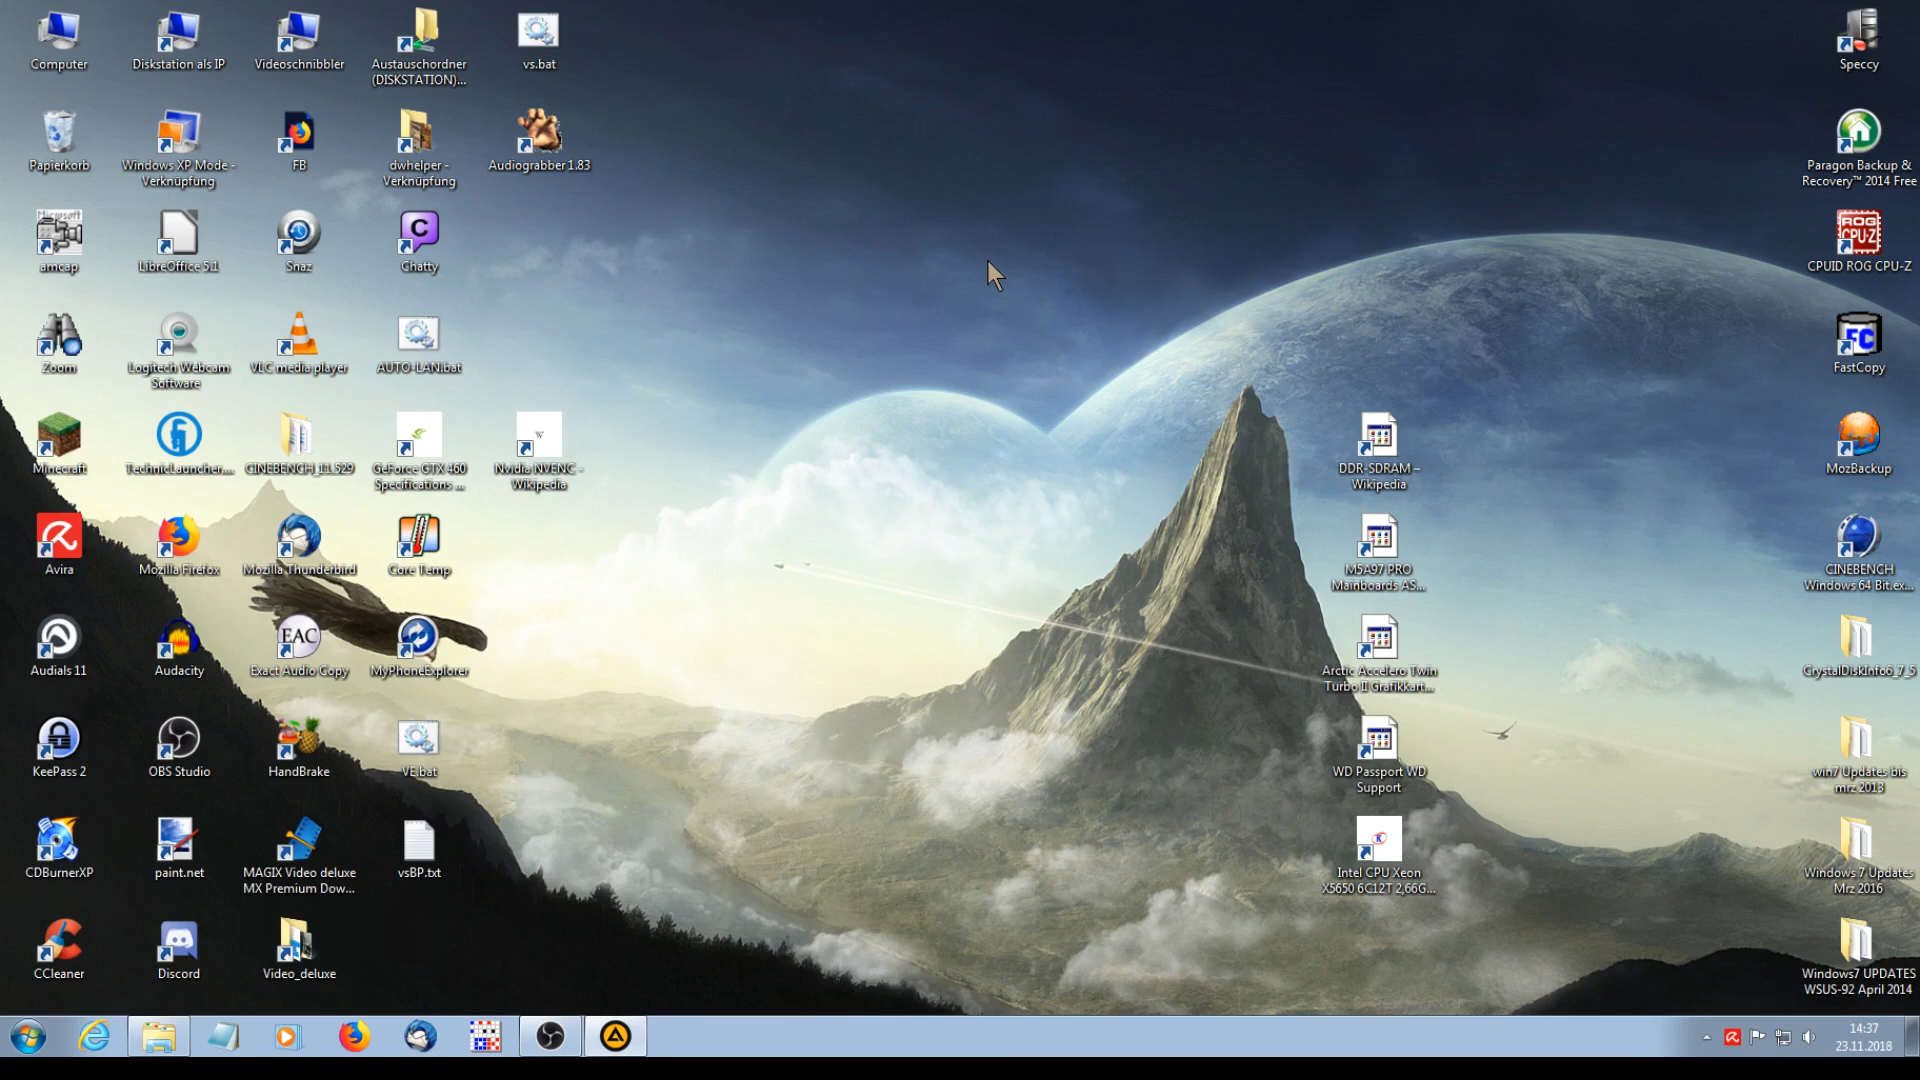 Computer
Diskstation als IP
Videoschnibbler
Austauschordner
(DISKSTATION)...
vs.bat
Speccy
Papierkorb
Windows XP Mode -
Verknüpfung
FB
dwhelper -
Verknüpfung
Audiograbber 1.83
Paragon Backup &
Recovery™ 2014 Free
Microsoft
amcap
LibreOffice 5.1
Snaz
C
Chatty
ROG
CPU-Z
CPUID ROG CPU-Z
Zoom
Logitech Webcam
Software
VLC media player
AUTO-LAN.bat
FC
FastCopy
Minecraft
TechnicLauncher....
CINEBENCH_11.529
GeForce GTX 460
Specifications ...
W
Nvidia NVENC -
Wikipedia
DDR-SDRAM –
Wikipedia
MozBackup
Avira
Mozilla Firefox
Mozilla Thunderbird
Core Temp
M5A97 PRO
Mainboards AS...
CINEBENCH
Windows 64 Bit.ex...
Audials 11
Audacity
EAC
Exact Audio Copy
MyPhoneExplorer
Arctic Accelero Twin
Turbo II Grafikkart...
CrystalDiskInfo6_7_5
KeePass 2
OBS Studio
HandBrake
VE.bat
WD Passport WD
Support
win7 Updates bis
mrz 2013
CDBurnerXP
paint.net
MAGIX Video deluxe
MX Premium Dow...
vsBP.txt
K
Intel CPU Xeon
X5650 6C12T 2,66G...
Windows 7 Updates
Mrz 2016
CCleaner
Discord
Video_deluxe
Windows7 UPDATES
WSUS-92 April 2014
14:37
23.11.2018